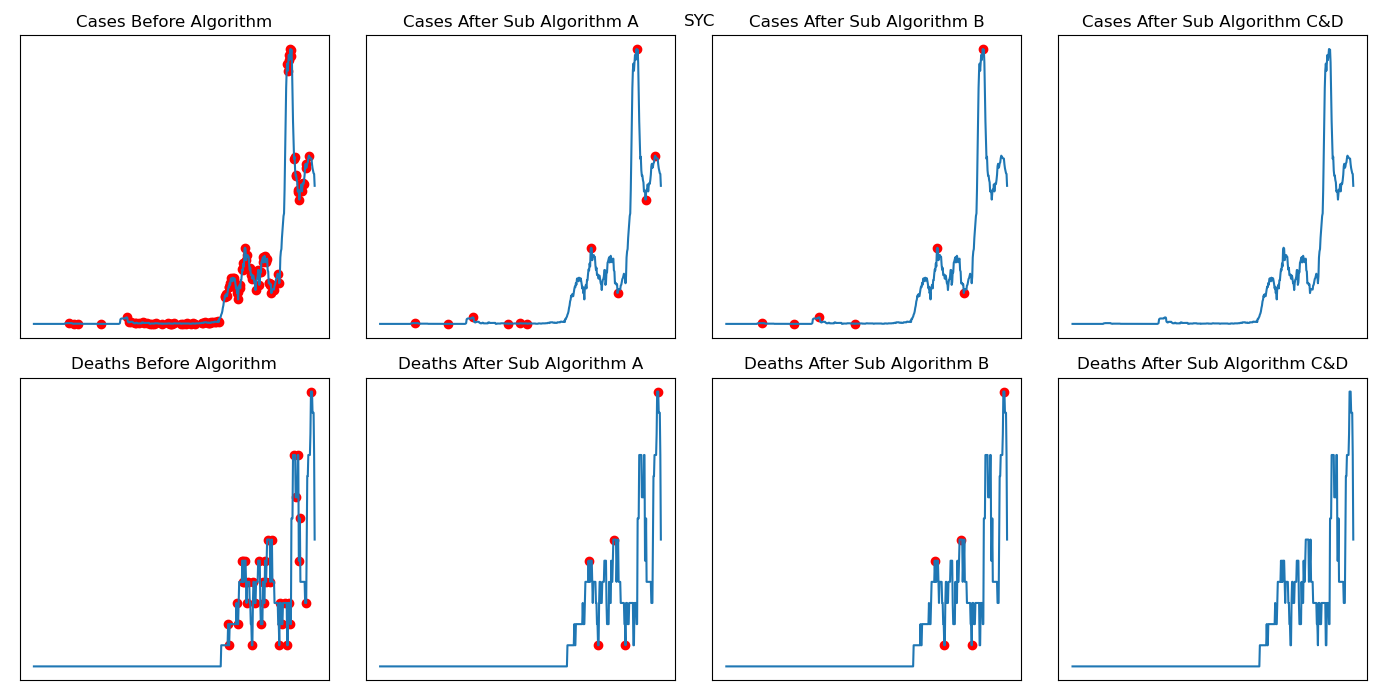 SYC
Cases Before Algorithm
Cases After Sub Algorithm A
Cases After Sub Algorithm B
Cases After Sub Algorithm C&D
Deaths Before Algorithm
Deaths After Sub Algorithm A
Deaths After Sub Algorithm B
Deaths After Sub Algorithm C&D